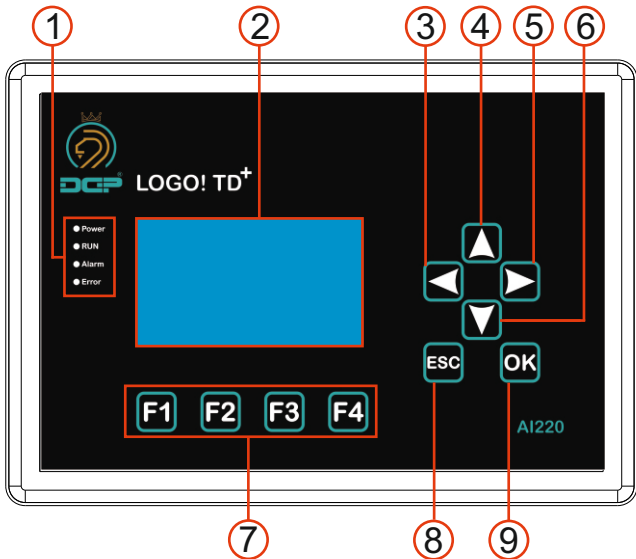 1 2 3 4 5 6
DGP®
LOGO! TD+
Power
RUN
Alarm
Error
ESC OK
F1 F2 F3 F4
AI220
7 8 9